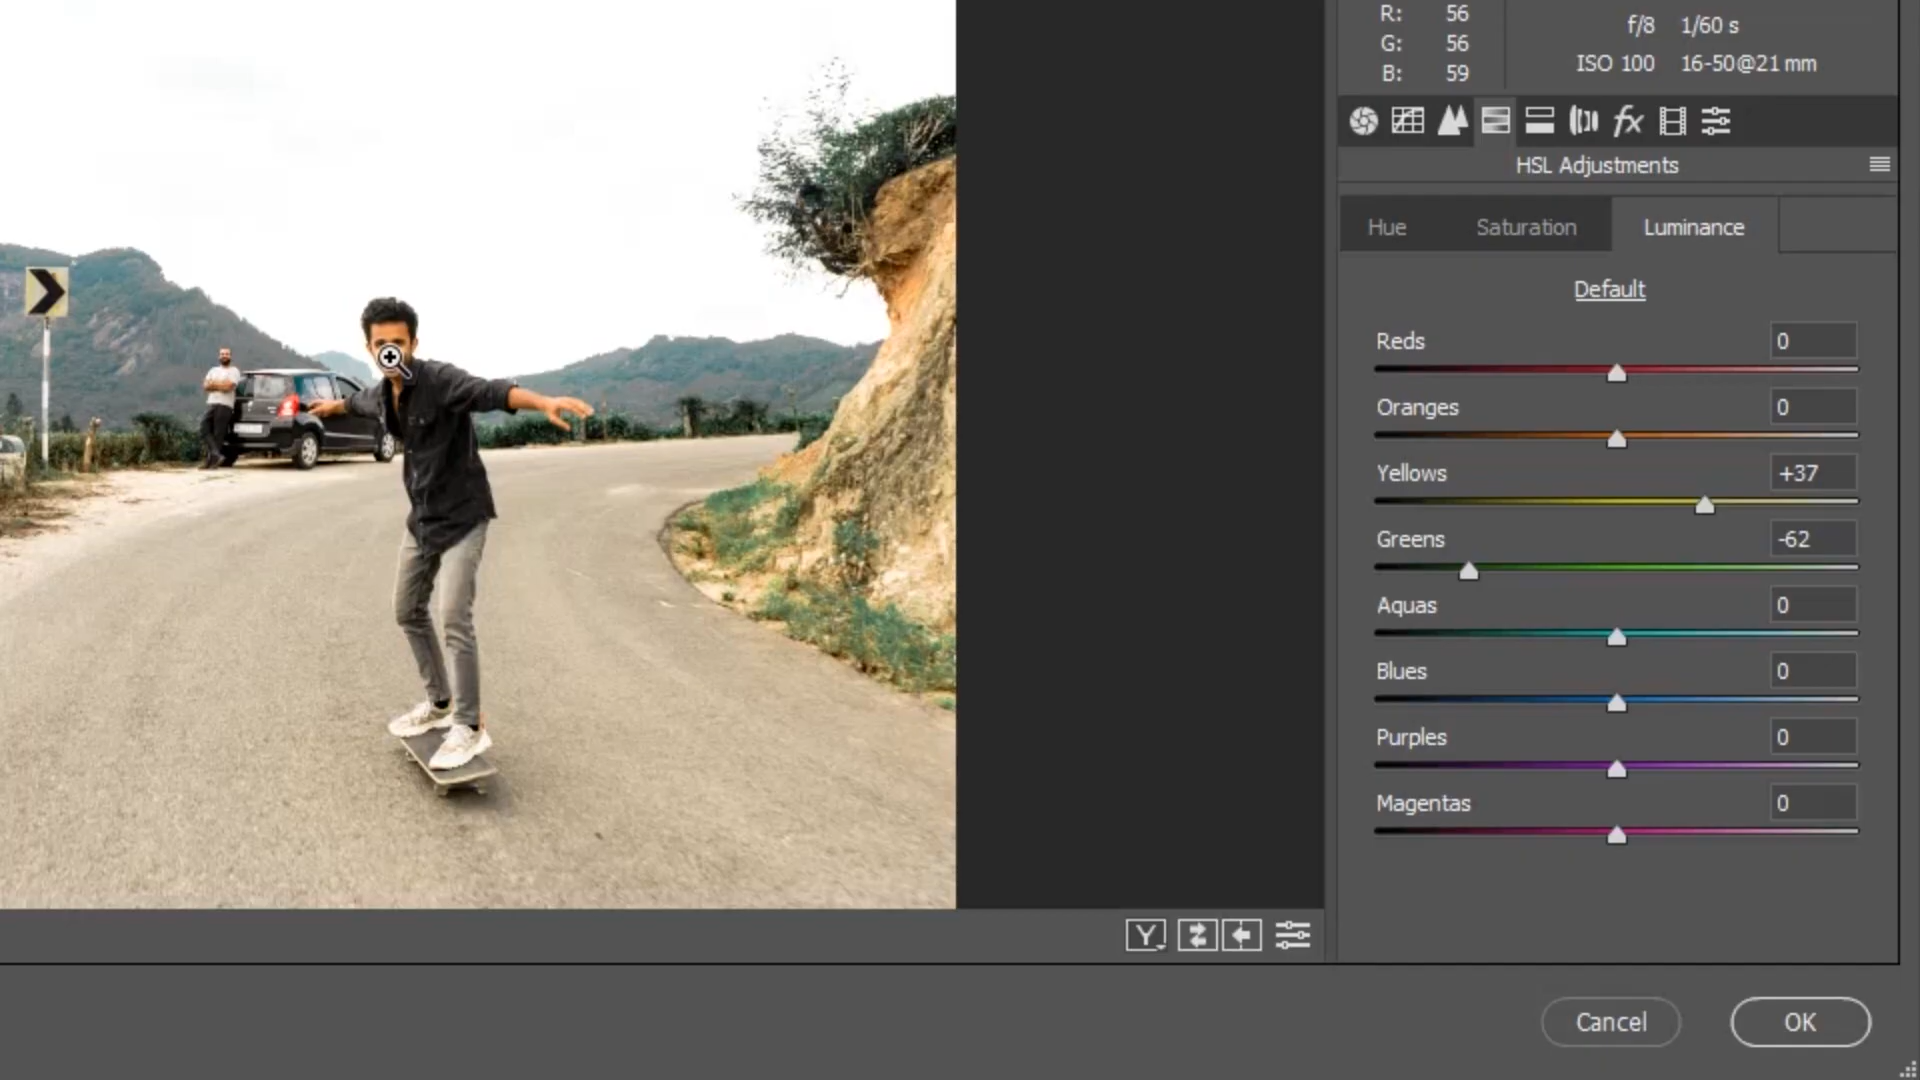 R: 56
G: 56
B: 59
f/8 1/60 s
ISO 100 16-50@21 mm
fx
HSL Adjustments
Hue Saturation Luminance
Default
Reds 0
Oranges 0
Yellows +37
Greens -62
Aquas 0
Blues 0
Purples 0
Magentas 0
Y
Cancel OK